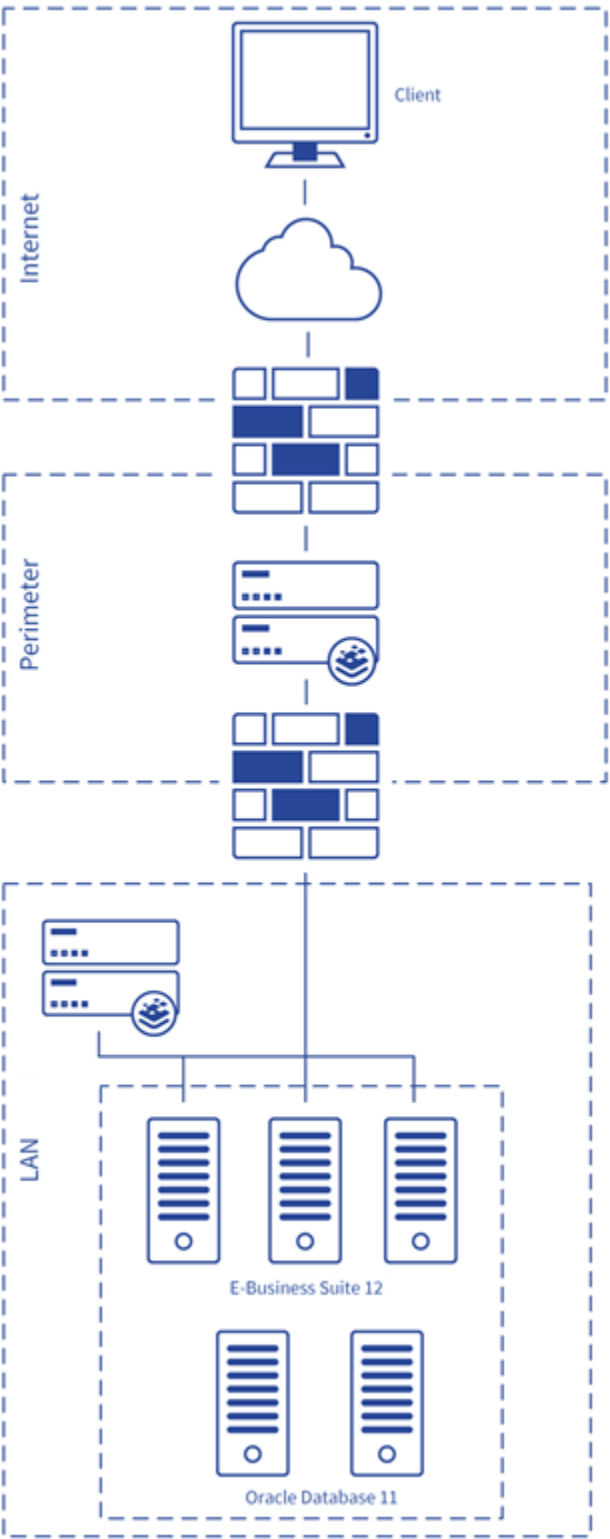 Client
Internet
Perimeter
LAN
E-Business Suite 12
Oracle Database 11